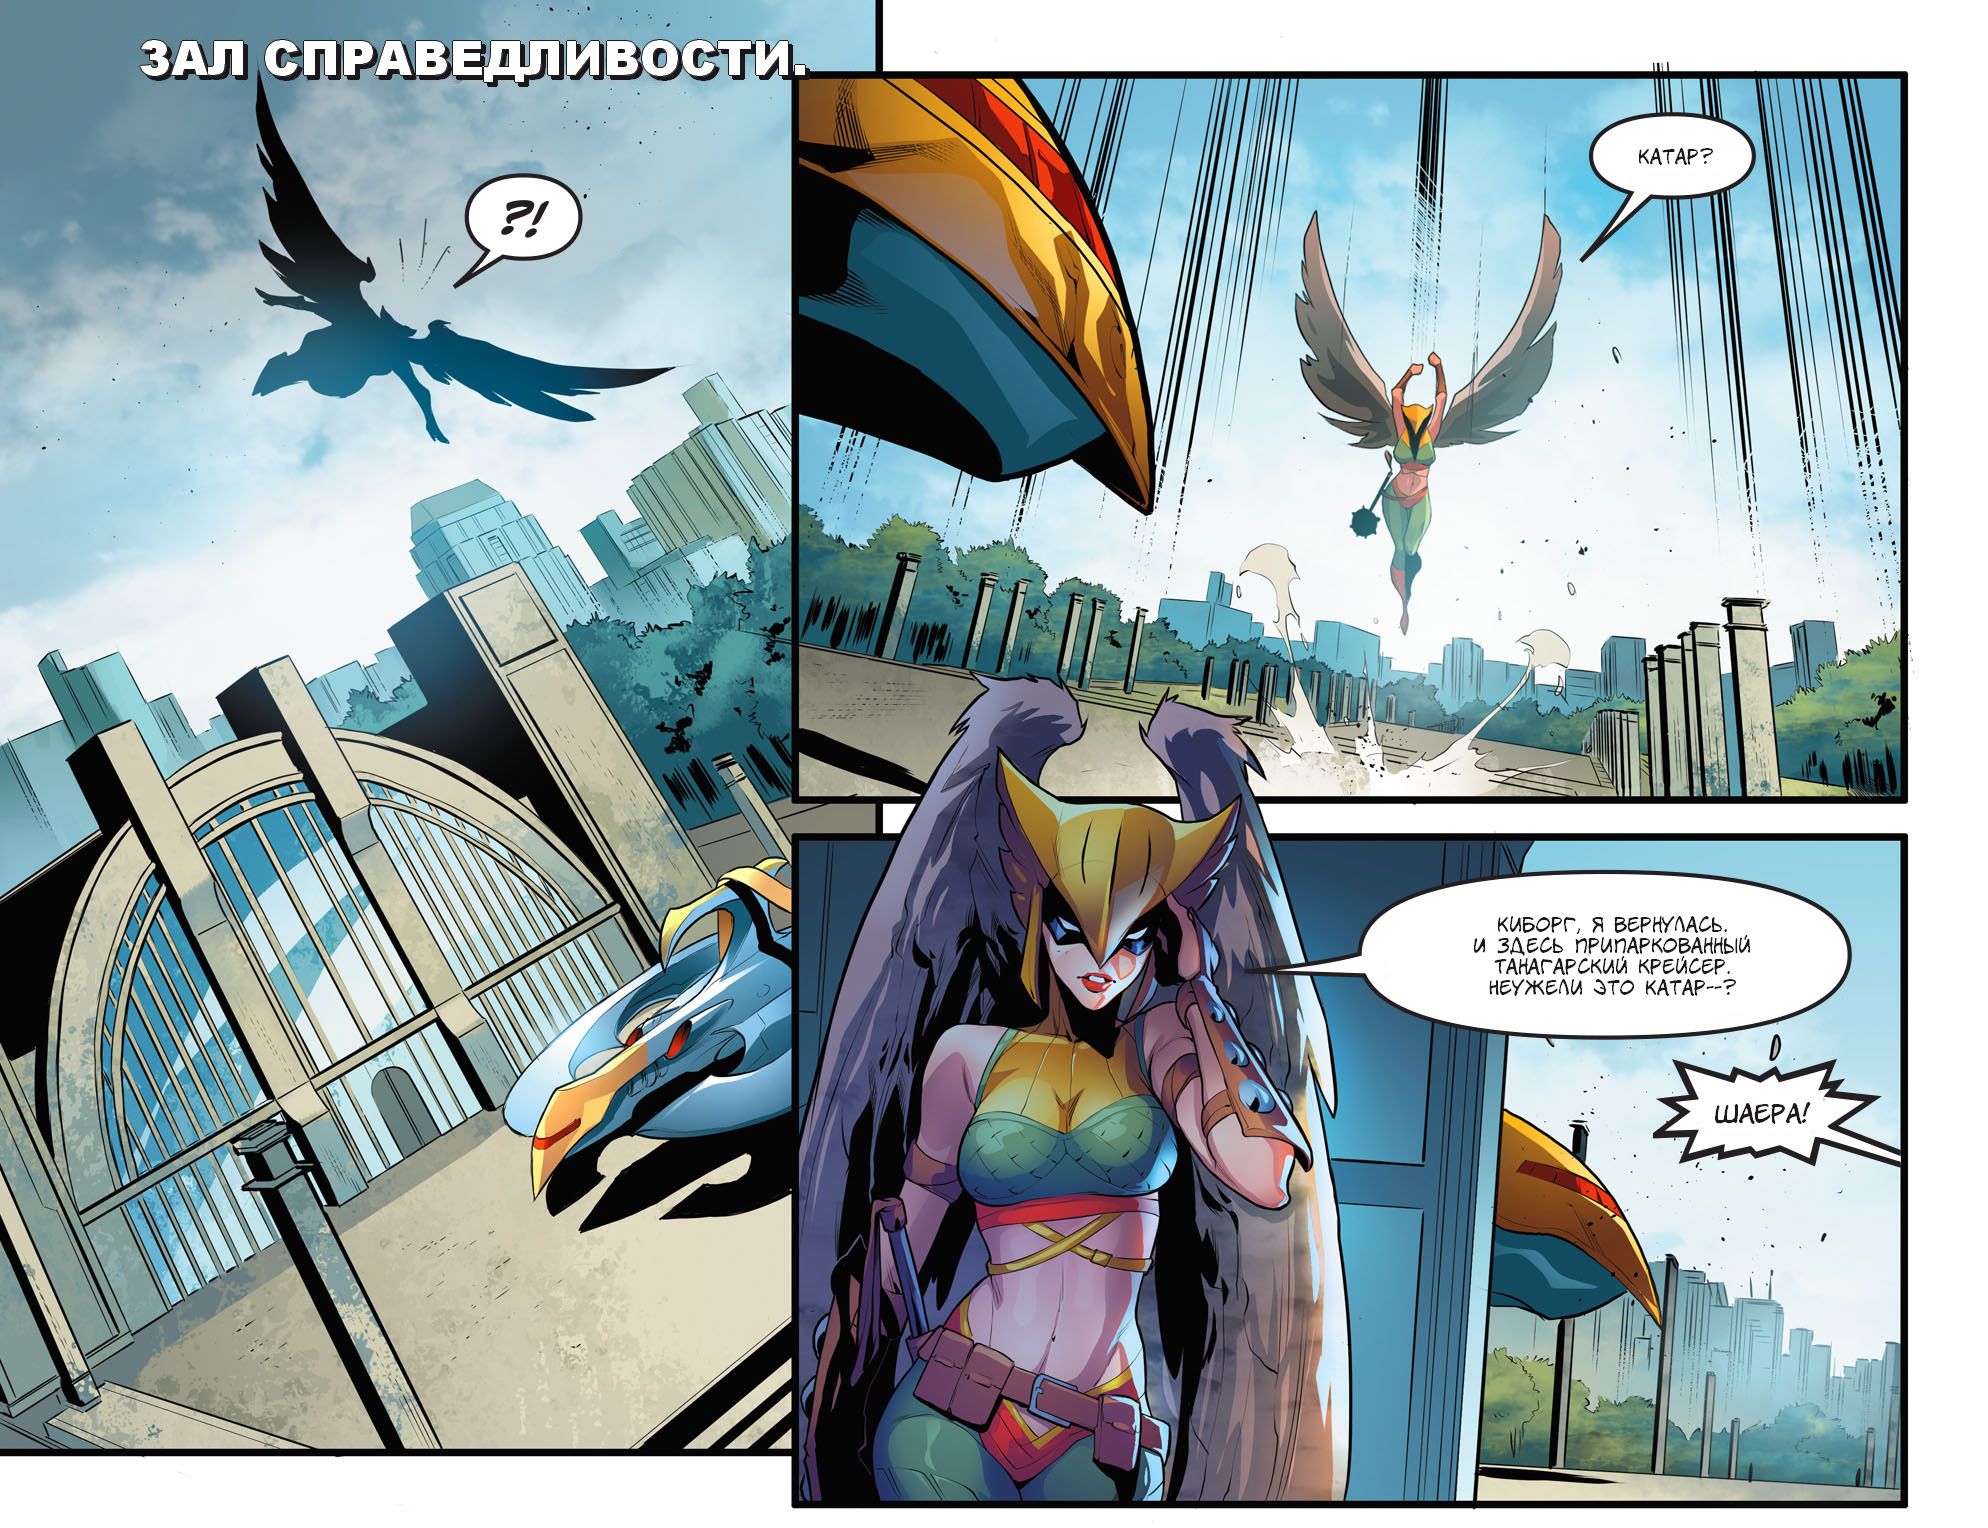 ЗАЛ СПРАВЕДЛИВОСТИ.
?!
КАТАР?
КИБОРГ, Я ВЕРНУЛАСЬ.
И ЗДЕСЬ ПРИПАРКОВАННЫЙ
ТАНАГАРСКИЙ КРЕЙСЕР.
НЕУЖЕЛИ ЭТО КАТАР--?
ШАЕРА!